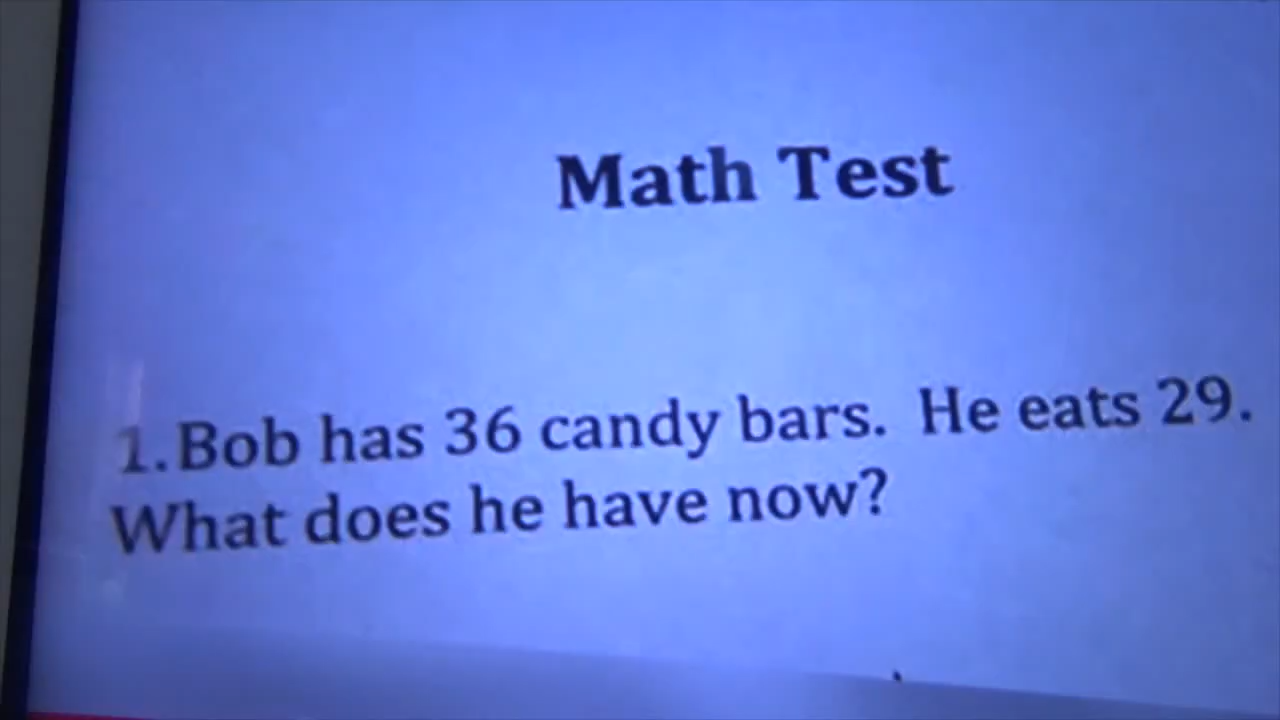 Math Test
1.Bob has 36 candy bars. He eats 29.
What does he have now?